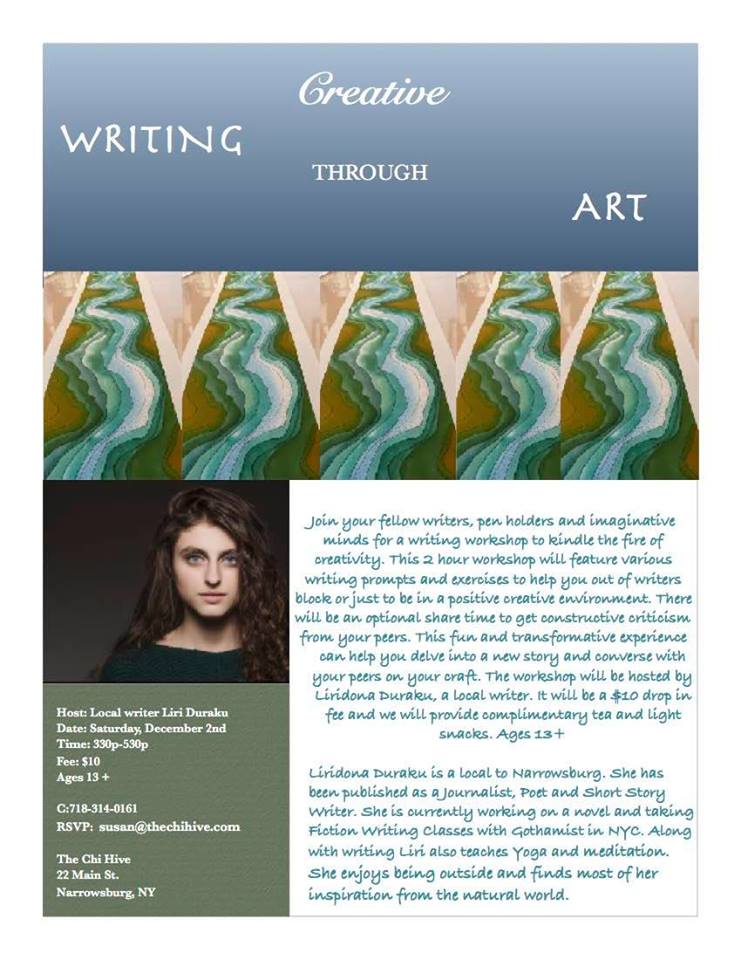 Creative
WRITING
THROUGH
ART
Join your fellow writers, pen holders and imaginative
minds for a writing workshop to kindle the fire of
creativity. This 2 hour workshop will feature various
writing prompts and exercises to help you out of writers
block or just to be in a positive creative environment. There
will be an optional share time to get constructive criticism
from your peers. This fun and transformative experience
can help you delve into a new story and converse with
your peers on your craft. The workshop will be hosted by
Liridona Duraku, a local writer. It will be a $10 drop in
fee and we will provide complimentary tea and light
snacks. Ages 13+
Liridona Duraku is a local to Narrowsburg. She has
been published as a Journalist, Poet and Short Story
Writer. She is currently working on a novel and taking
Fiction Writing Classes with Gothamist in NYC. Along
with writing Liri also teaches Yoga and meditation.
She enjoys being outside and finds most of her
inspiration from the natural world.
Host: Local writer Liri Duraku
Date: Saturday, December 2nd
Time: 330p-530p
Fee: $10
Ages 13 +
C:718-314-0161
RSVP: susan@thechihive.com
The Chi Hive
22 Main St.
Narrowsburg, NY